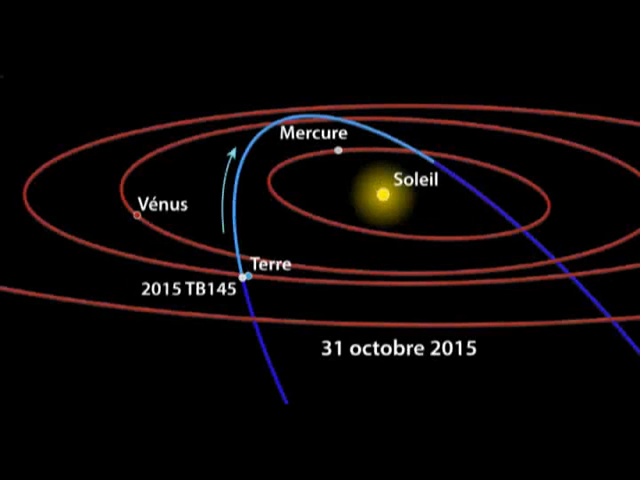 Mercure
Soleil
Vénus
Terre
2015 TB145
31 octobre 2015